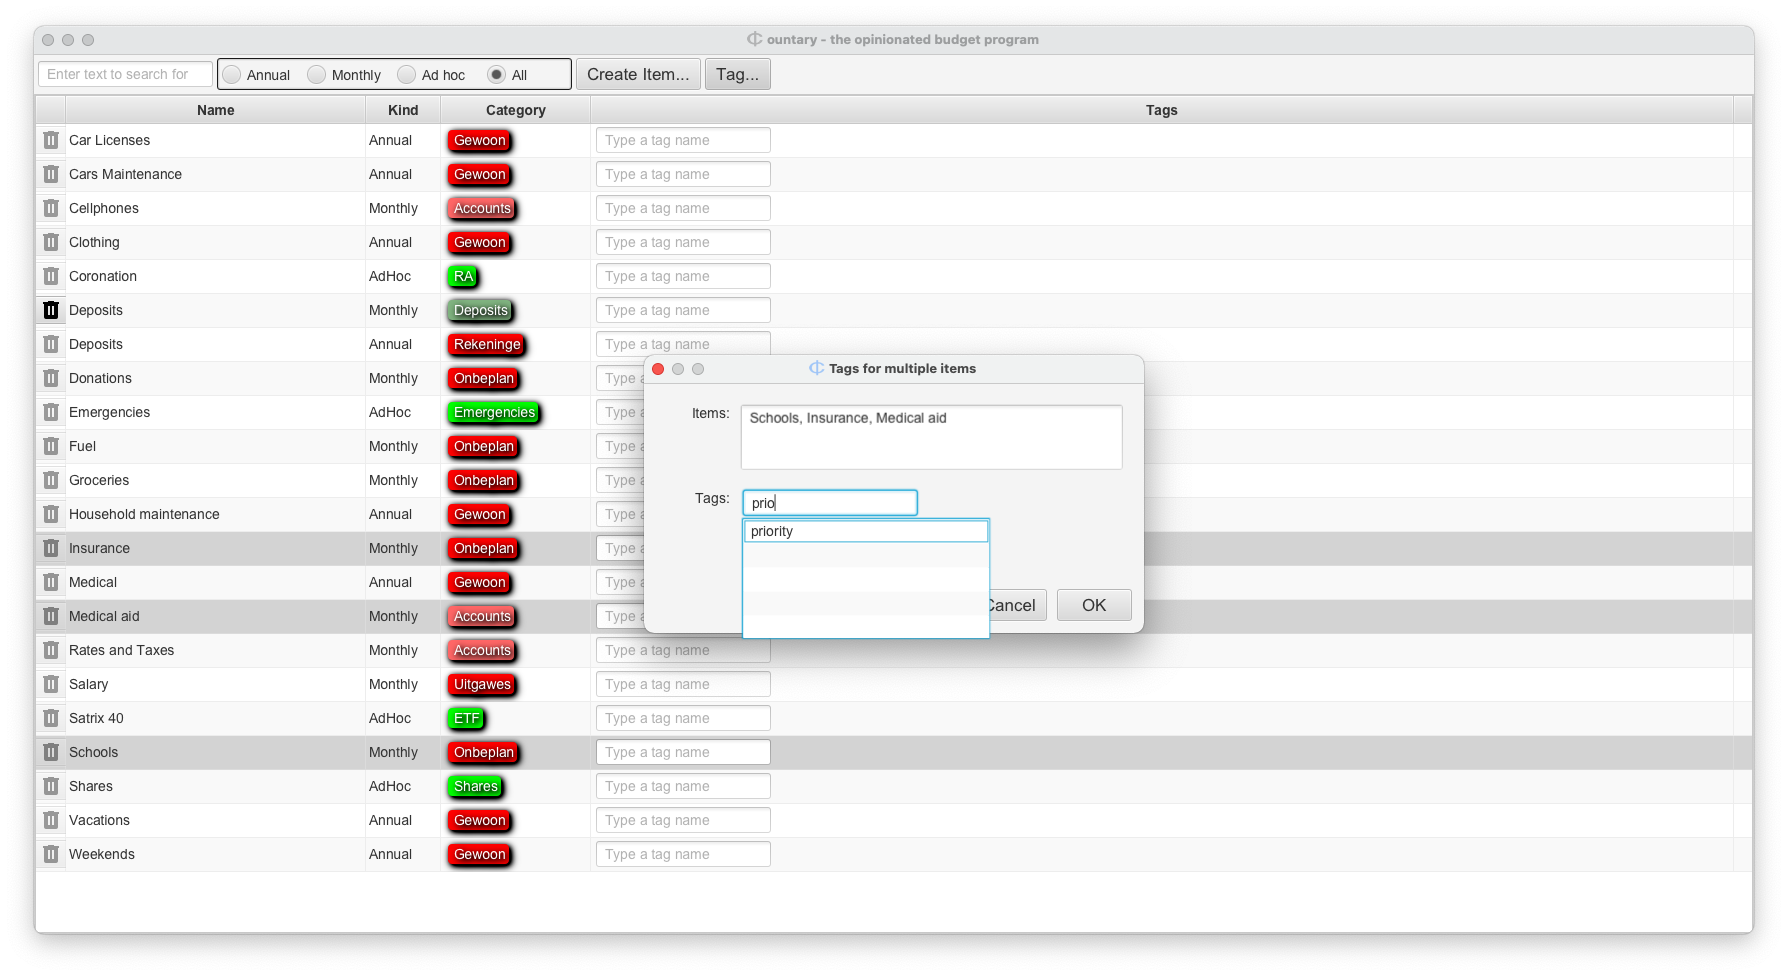 ountary - the opinionated budget program
Enter text to search for Annual Monthly Ad hoc All Create Item... Tag...
Name Kind Category Tags
Car Licenses Annual Gewoon Type a tag name
Cars Maintenance Annual Gewoon Type a tag name
Cellphones Monthly Accounts Type a tag name
Clothing Annual Gewoon Type a tag name
Coronation AdHoc RA Type a tag name
Deposits Monthly Deposits Type a tag name
Deposits Annual Rekeninge Type a tag name
Donations Monthly Onbeplan Type a
Emergencies AdHoc Emergencies Type a
Fuel Monthly Onbeplan Type a
Groceries Monthly Onbeplan Type a
Household maintenance Annual Gewoon Type a
Insurance Monthly Onbeplan Type a
Medical Annual Gewoon Type a
Medical aid Monthly Accounts Type a
Rates and Taxes Monthly Accounts Type a tag name
Salary Monthly Uitgawes Type a tag name
Satrix 40 AdHoc ETF Type a tag name
Schools Monthly Onbeplan Type a tag name
Shares AdHoc Shares Type a tag name
Vacations Annual Gewoon Type a tag name
Weekends Annual Gewoon Type a tag name
Tags for multiple items
Items: Schools, Insurance, Medical aid
Tags: prio
priority
Cancel OK